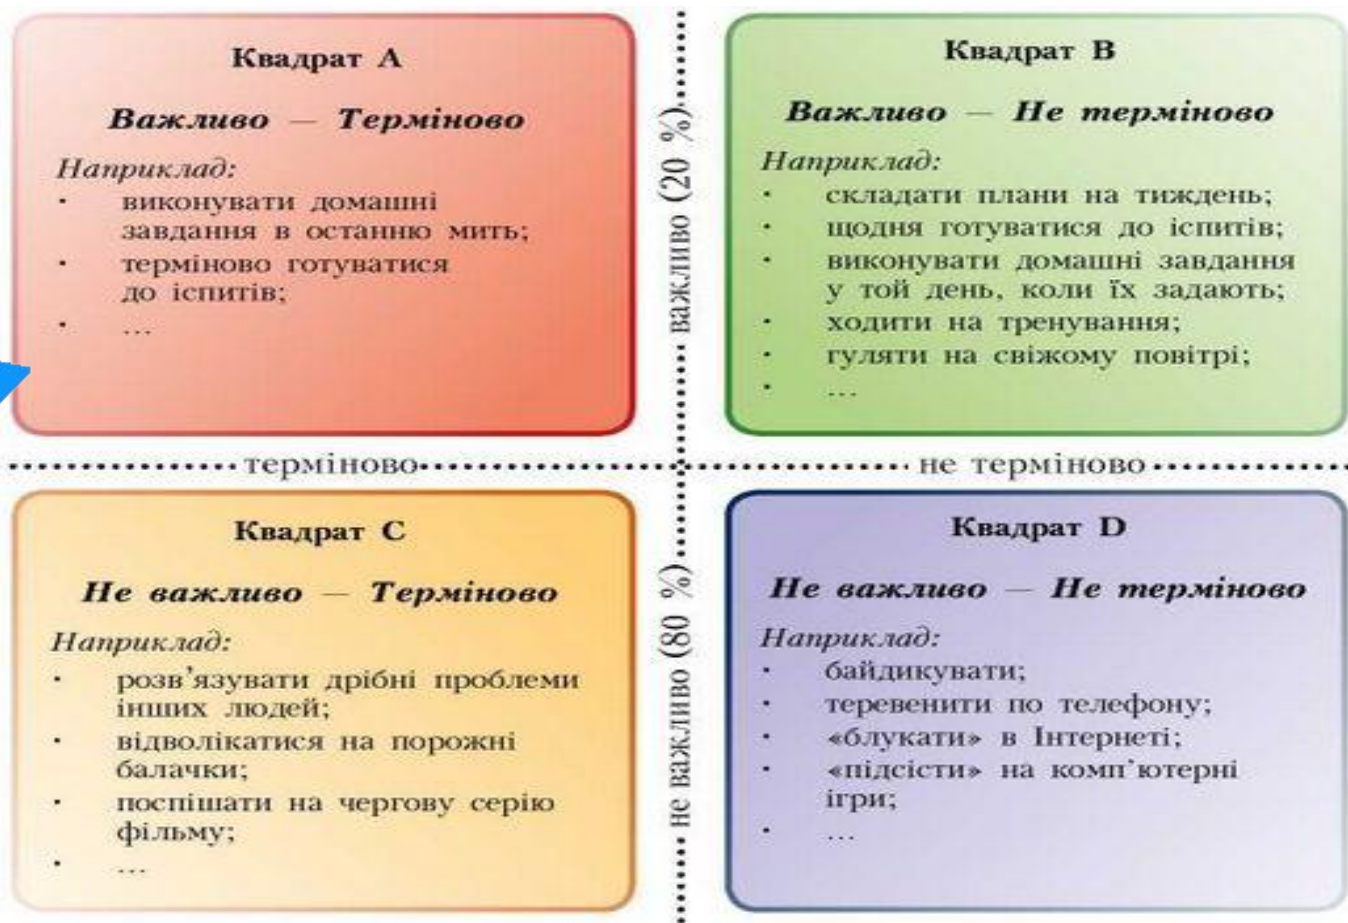 Квадрат А
Важливо — Терміново
Наприклад:
· виконувати домашні
завдання в останню мить;
· терміново готуватися
до іспитів;
· ...
важливо (20 %)
Квадрат В
Важливо — Не терміново
Наприклад:
· складати плани на тиждень;
· щодня готуватися до іспитів;
· виконувати домашні завдання
у той день, коли їх задають;
· ходити на тренування;
· гуляти на свіжому повітрі;
· ...
терміново
не терміново
Квадрат С
Не важливо — Терміново
Наприклад:
· розв'язувати дрібні проблеми
інших людей;
· відволікатися на порожні
балачки;
· поспішати на чергову серію
фільму;
· ...
не важливо (80 %)
Квадрат D
Не важливо — Не терміново
Наприклад:
· байдикувати;
· теревенити по телефону;
· «блукати» в Інтернеті;
· «підсісти» на комп'ютерні
ігри;
· ...